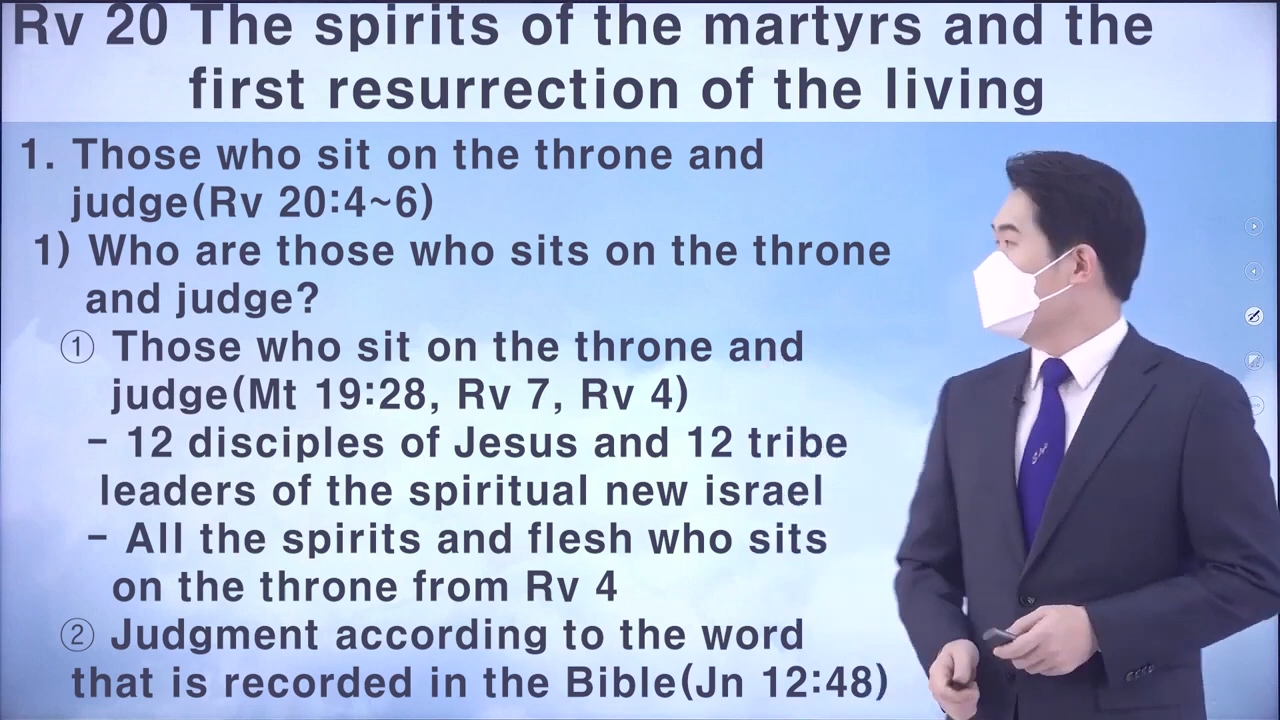 Rv 20 The spirits of the martyrs and the
first resurrection of the living
1. Those who sit on the throne and
judge(Rv 20:4~6)
1) Who are those who sits on the throne
and judge?
① Those who sit on the throne and
judge(Mt 19:28, Rv 7, Rv 4)
- 12 disciples of Jesus and 12 tribe
leaders of the spiritual new israel
- All the spirits and flesh who sits
on the throne from Rv 4
② Judgment according to the word
that is recorded in the Bible(Jn 12:48)